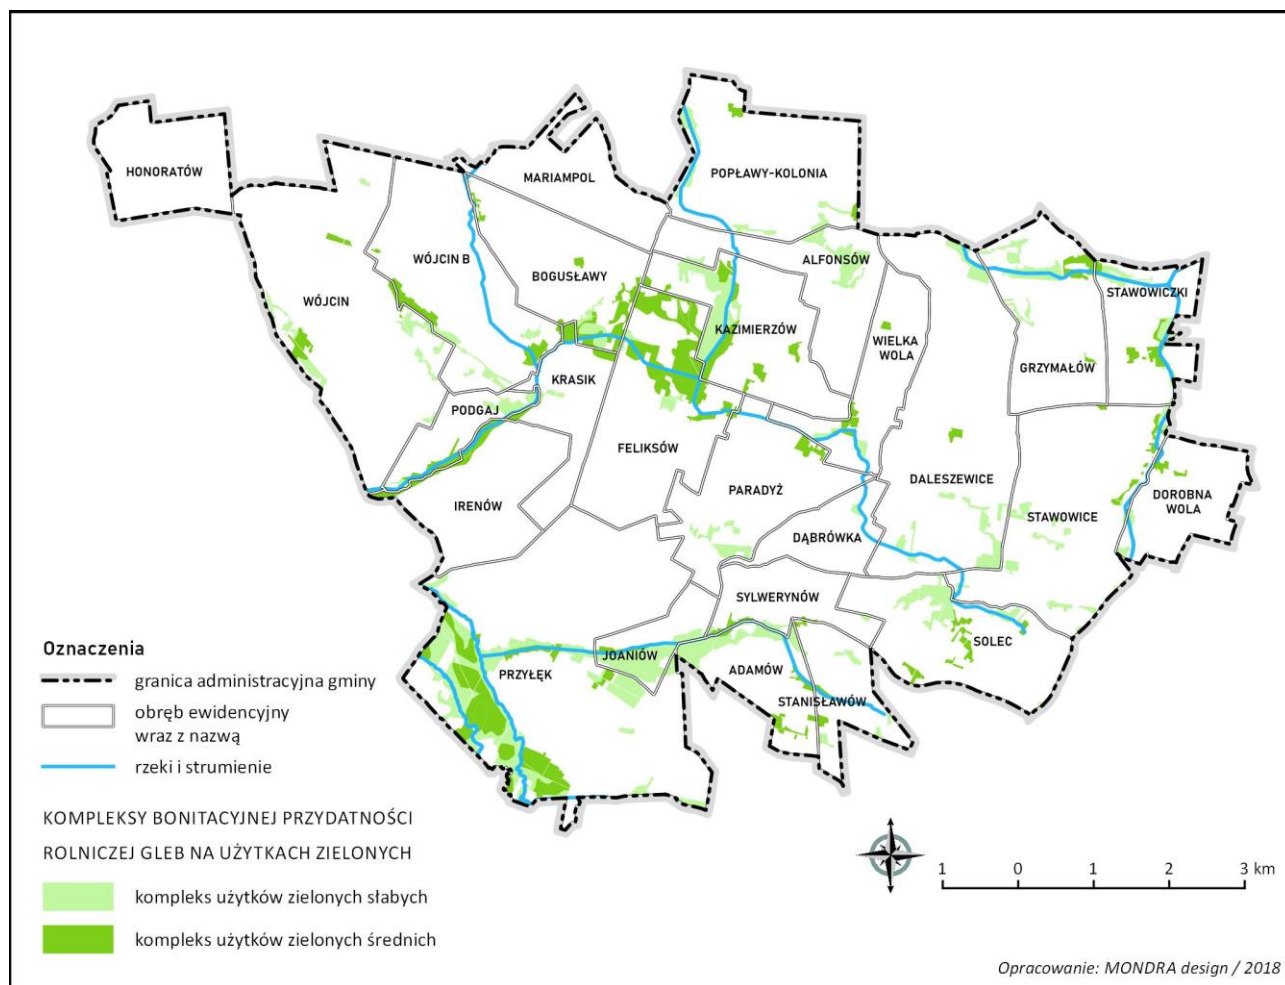 HONORATÓW
MARIAMPOL
POPŁAWY-KOLONIA
WÓJCIN B
BOGUSŁAWY
ALFONSÓW
WÓJCIN
STAWOWICZKI
KAZIMIERZÓW
WIELKA
WOLA
GRZYMAŁÓW
KRASIK
PODGAJ
FELIKSÓW
IRENÓW
PARADYŻ
DALESZEWICE
DOROBNA
WOLA
STAWOWICE
DĄBRÓWKA
SYLWERYNÓW
SOLEC
JOANIÓW
PRZYŁĘK
ADAMÓW
STANISŁAWÓW
Oznaczenia
granica administracyjna gminy
obręb ewidencyjny
wraz z nazwą
rzeki i strumienie
KOMPLEKSY BONITACYJNEJ PRZYDATNOŚCI
ROLNICZEJ GLEB NA UŻYTKACH ZIELONYCH
kompleks użytków zielonych słabych
kompleks użytków zielonych średnich
1 0 1 2 3 km
Opracowanie: MONDRA design / 2018